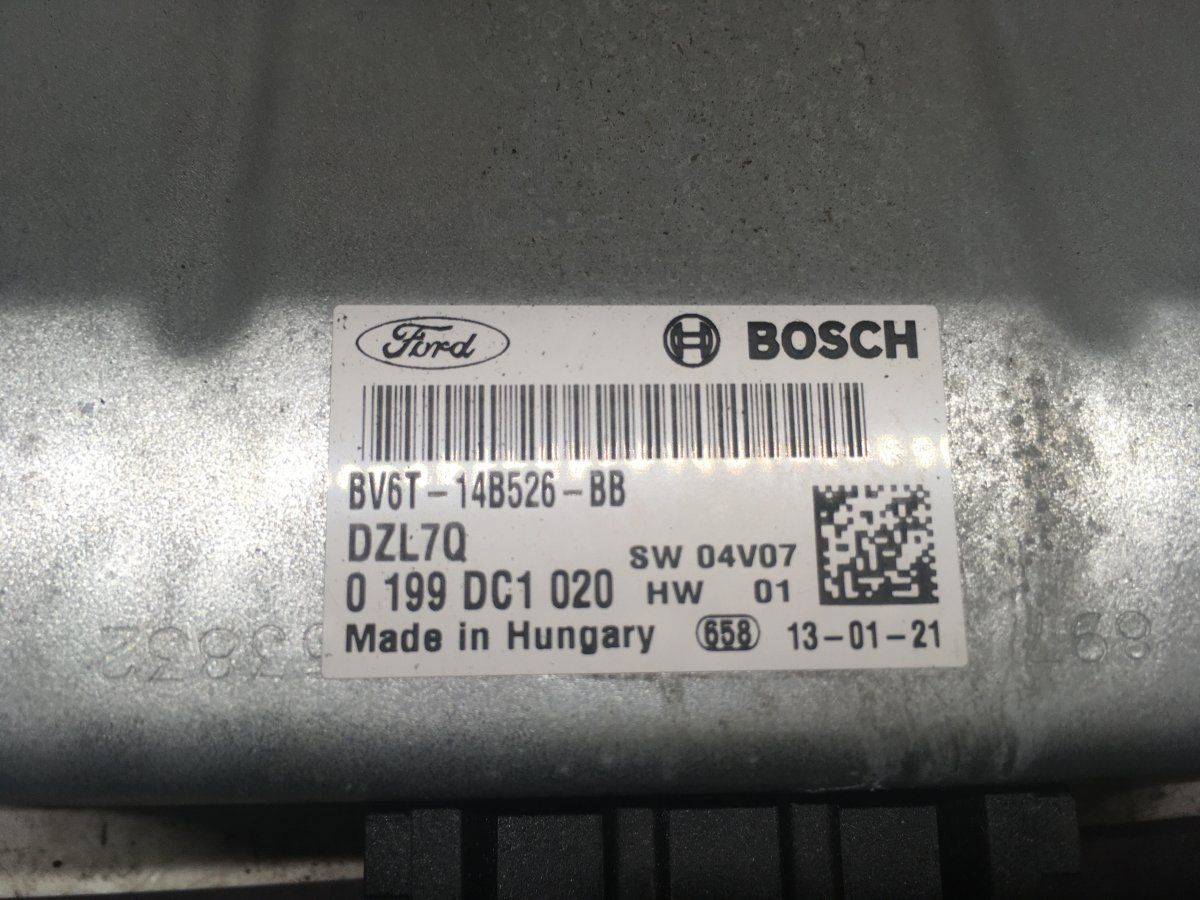 Ford BOSCH
BV6T-14B526-BB
DZL7Q
SW 04V07
0 199 DC1 020 HW 01
Made in Hungary 658 13-01-21